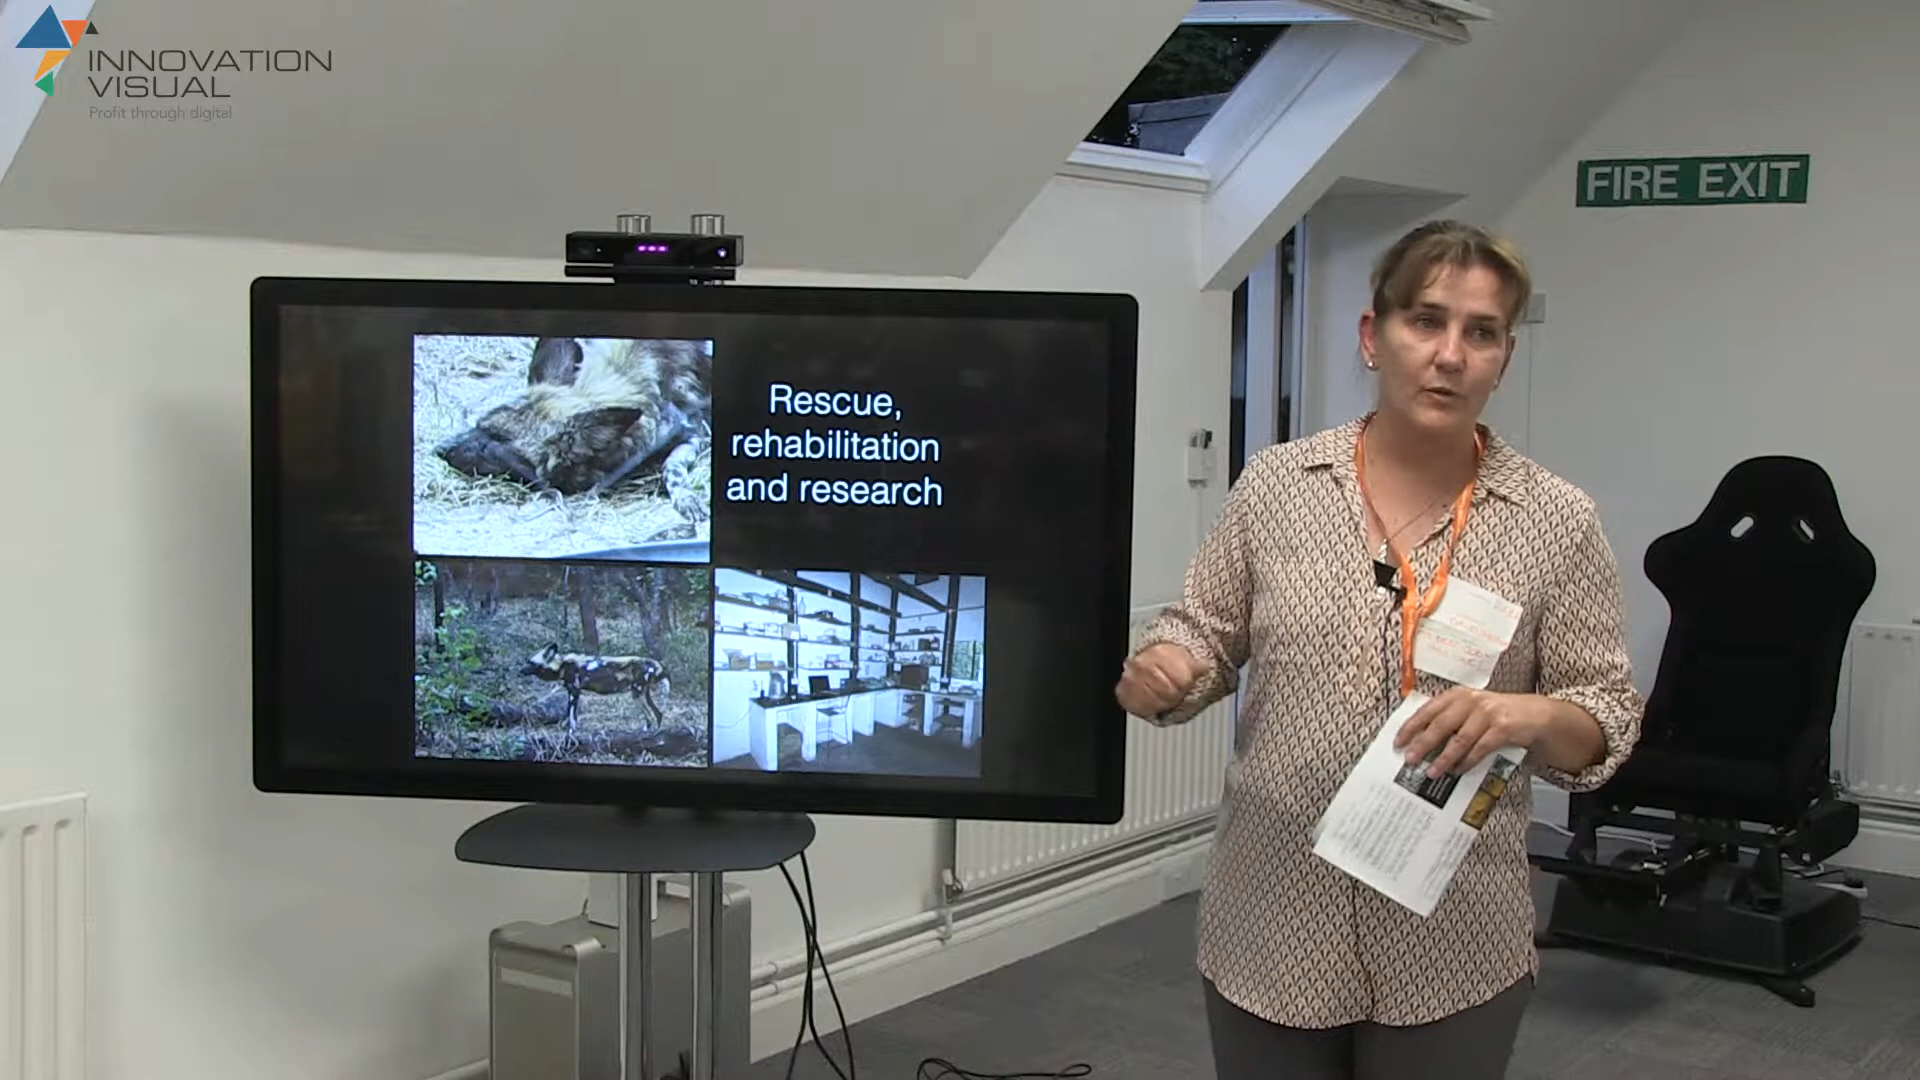 INNOVATION
VISUAL
Profit through digital
FIRE EXIT
Rescue,
rehabilitation
and research